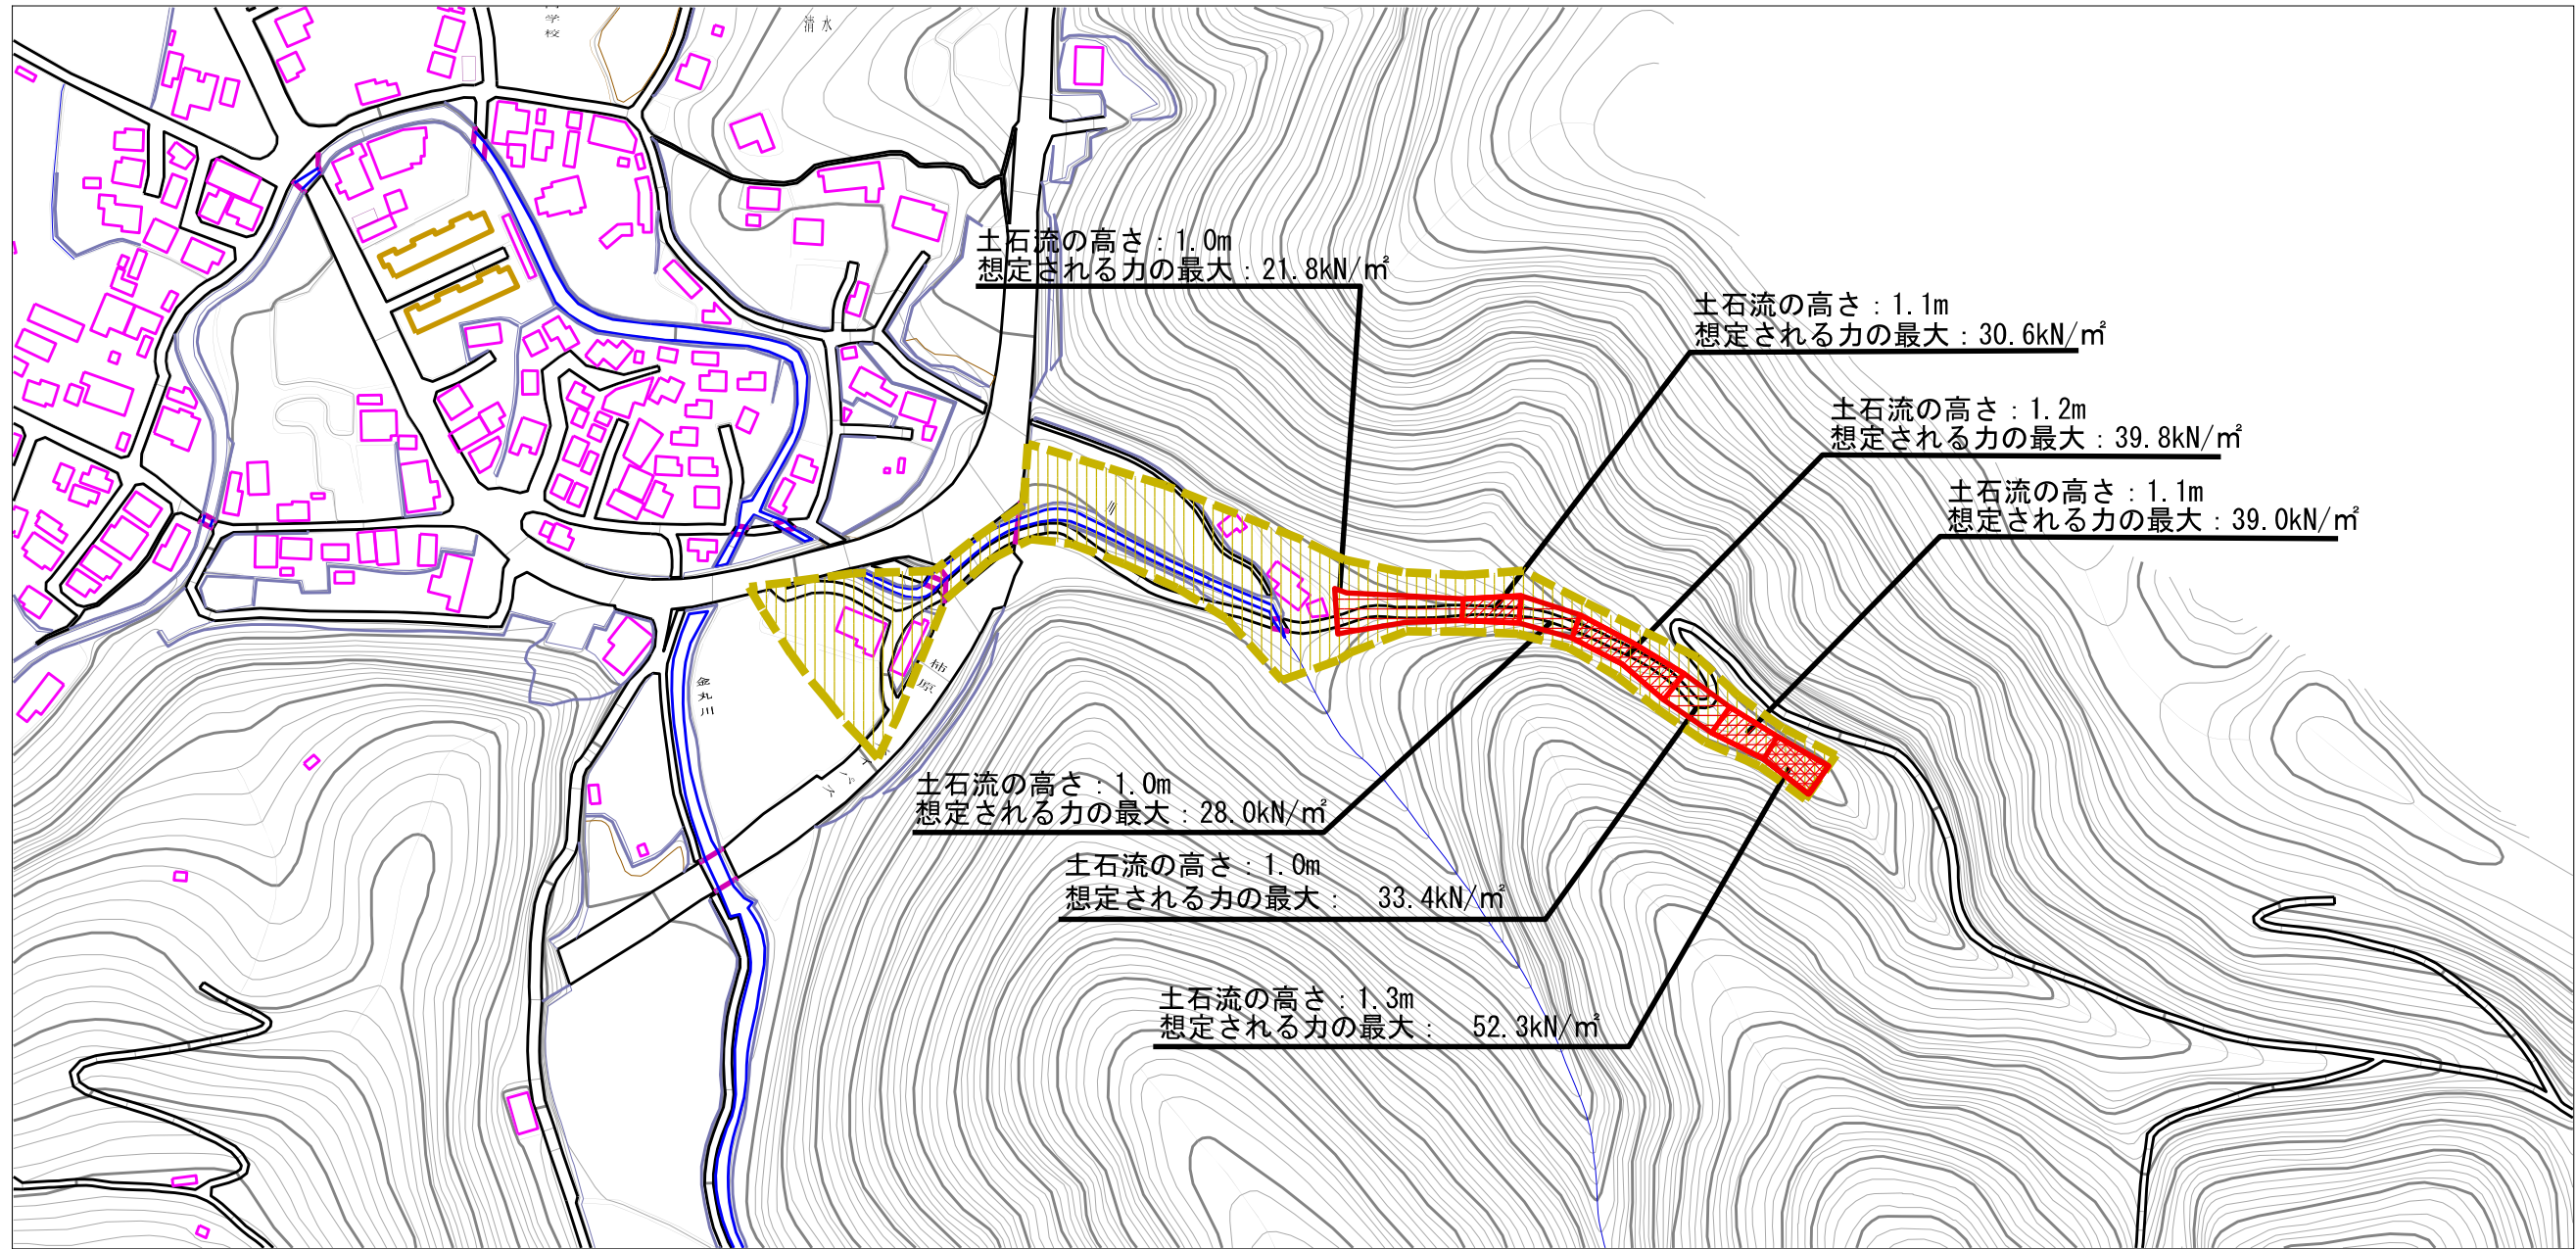 学校
清水
土石流の高さ：1.0m
想定される力の最大：21.8kN/㎡
土石流の高さ：1.1m
想定される力の最大：30.6kN/㎡
土石流の高さ：1.2m
想定される力の最大：39.8kN/㎡
土石流の高さ：1.1m
想定される力の最大：39.0kN/㎡
金丸川
土石流の高さ：1.0m
想定される力の最大：28.0kN/㎡
土石流の高さ：1.0m
想定される力の最大：　33.4kN/㎡
土石流の高さ：1.3m
想定される力の最大：　52.3kN/㎡